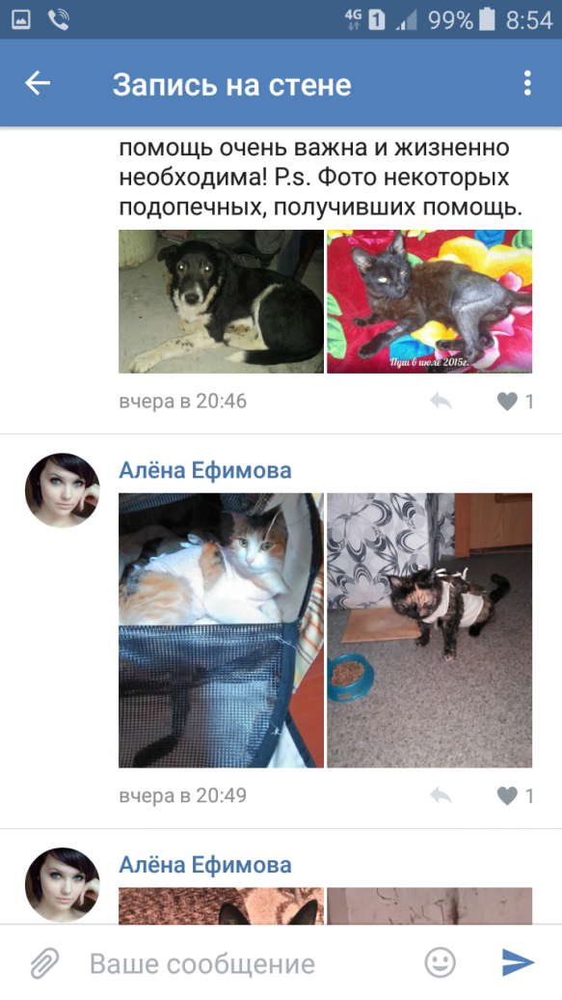 4G 1 99% 8:54
Запись на стене
помощь очень важна и жизненно
необходима! P.s. Фото некоторых
подопечных, получивших помощь.
Пуш в июле 2015г.
вчера в 20:46 1
Алёна Ефимова
вчера в 20:49 1
Алёна Ефимова
Ваше сообщение